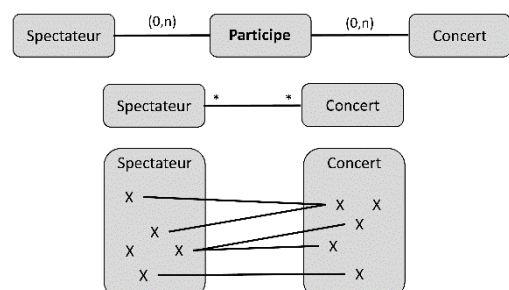 (0,n) (0,n)
Spectateur Participe Concert
Spectateur * * Concert
Spectateur Concert
X X X
X X
X X X
X X